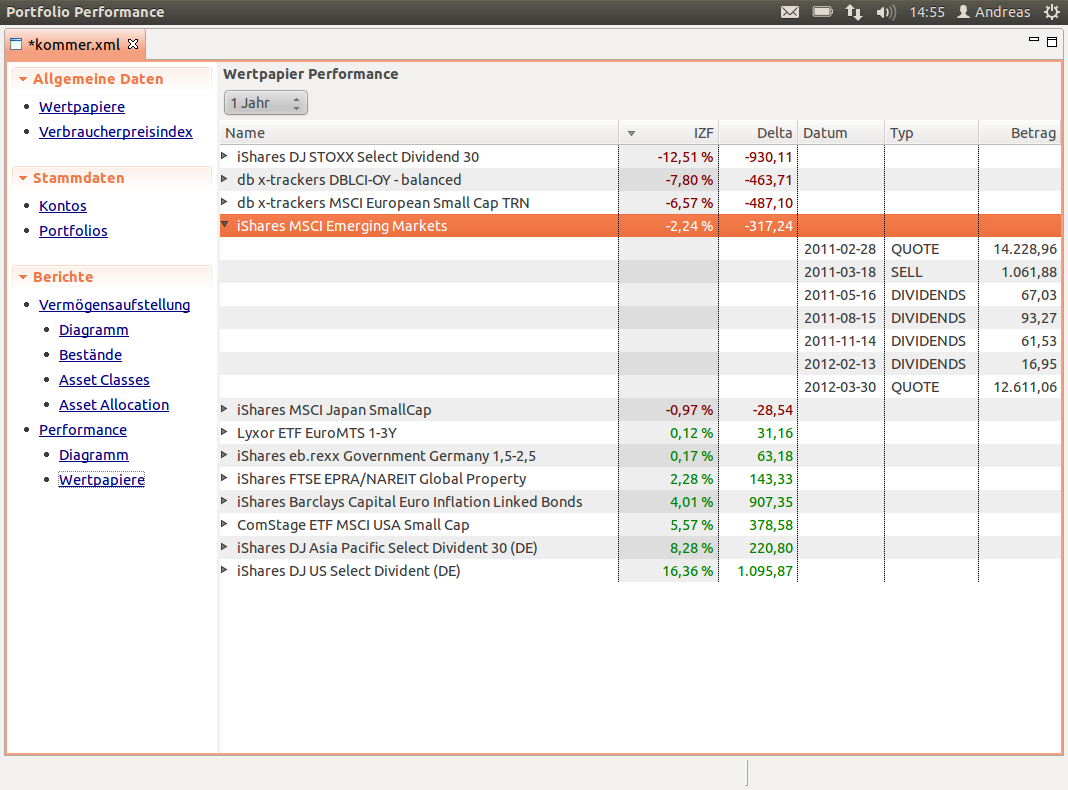 Portfolio Performance 14:55 Andreas
*kommer.xml
Allgemeine Daten
Wertpapiere
Verbraucherpreisindex
Stammdaten
Kontos
Portfolios
Berichte
Vermögensaufstellung
Diagramm
Bestände
Asset Classes
Asset Allocation
Performance
Diagramm
Wertpapiere
Wertpapier Performance
1 Jahr
Name IZF Delta Datum Typ Betrag
iShares DJ STOXX Select Dividend 30 -12,51 % -930,11
db x-trackers DBLCI-OY - balanced -7,80 % -463,71
db x-trackers MSCI European Small Cap TRN -6,57 % -487,10
iShares MSCI Emerging Markets -2,24 % -317,24
2011-02-28 QUOTE 14.228,96
2011-03-18 SELL 1.061,88
2011-05-16 DIVIDENDS 67,03
2011-08-15 DIVIDENDS 93,27
2011-11-14 DIVIDENDS 61,53
2012-02-13 DIVIDENDS 16,95
2012-03-30 QUOTE 12.611,06
iShares MSCI Japan SmallCap -0,97 % -28,54
Lyxor ETF EuroMTS 1-3Y 0,12 % 31,16
iShares eb.rexx Government Germany 1,5-2,5 0,17 % 63,18
iShares FTSE EPRA/NAREIT Global Property 2,28 % 143,33
iShares Barclays Capital Euro Inflation Linked Bonds 4,01 % 907,35
ComStage ETF MSCI USA Small Cap 5,57 % 378,58
iShares DJ Asia Pacific Select Divident 30 (DE) 8,28 % 220,80
iShares DJ US Select Divident (DE) 16,36 % 1.095,87